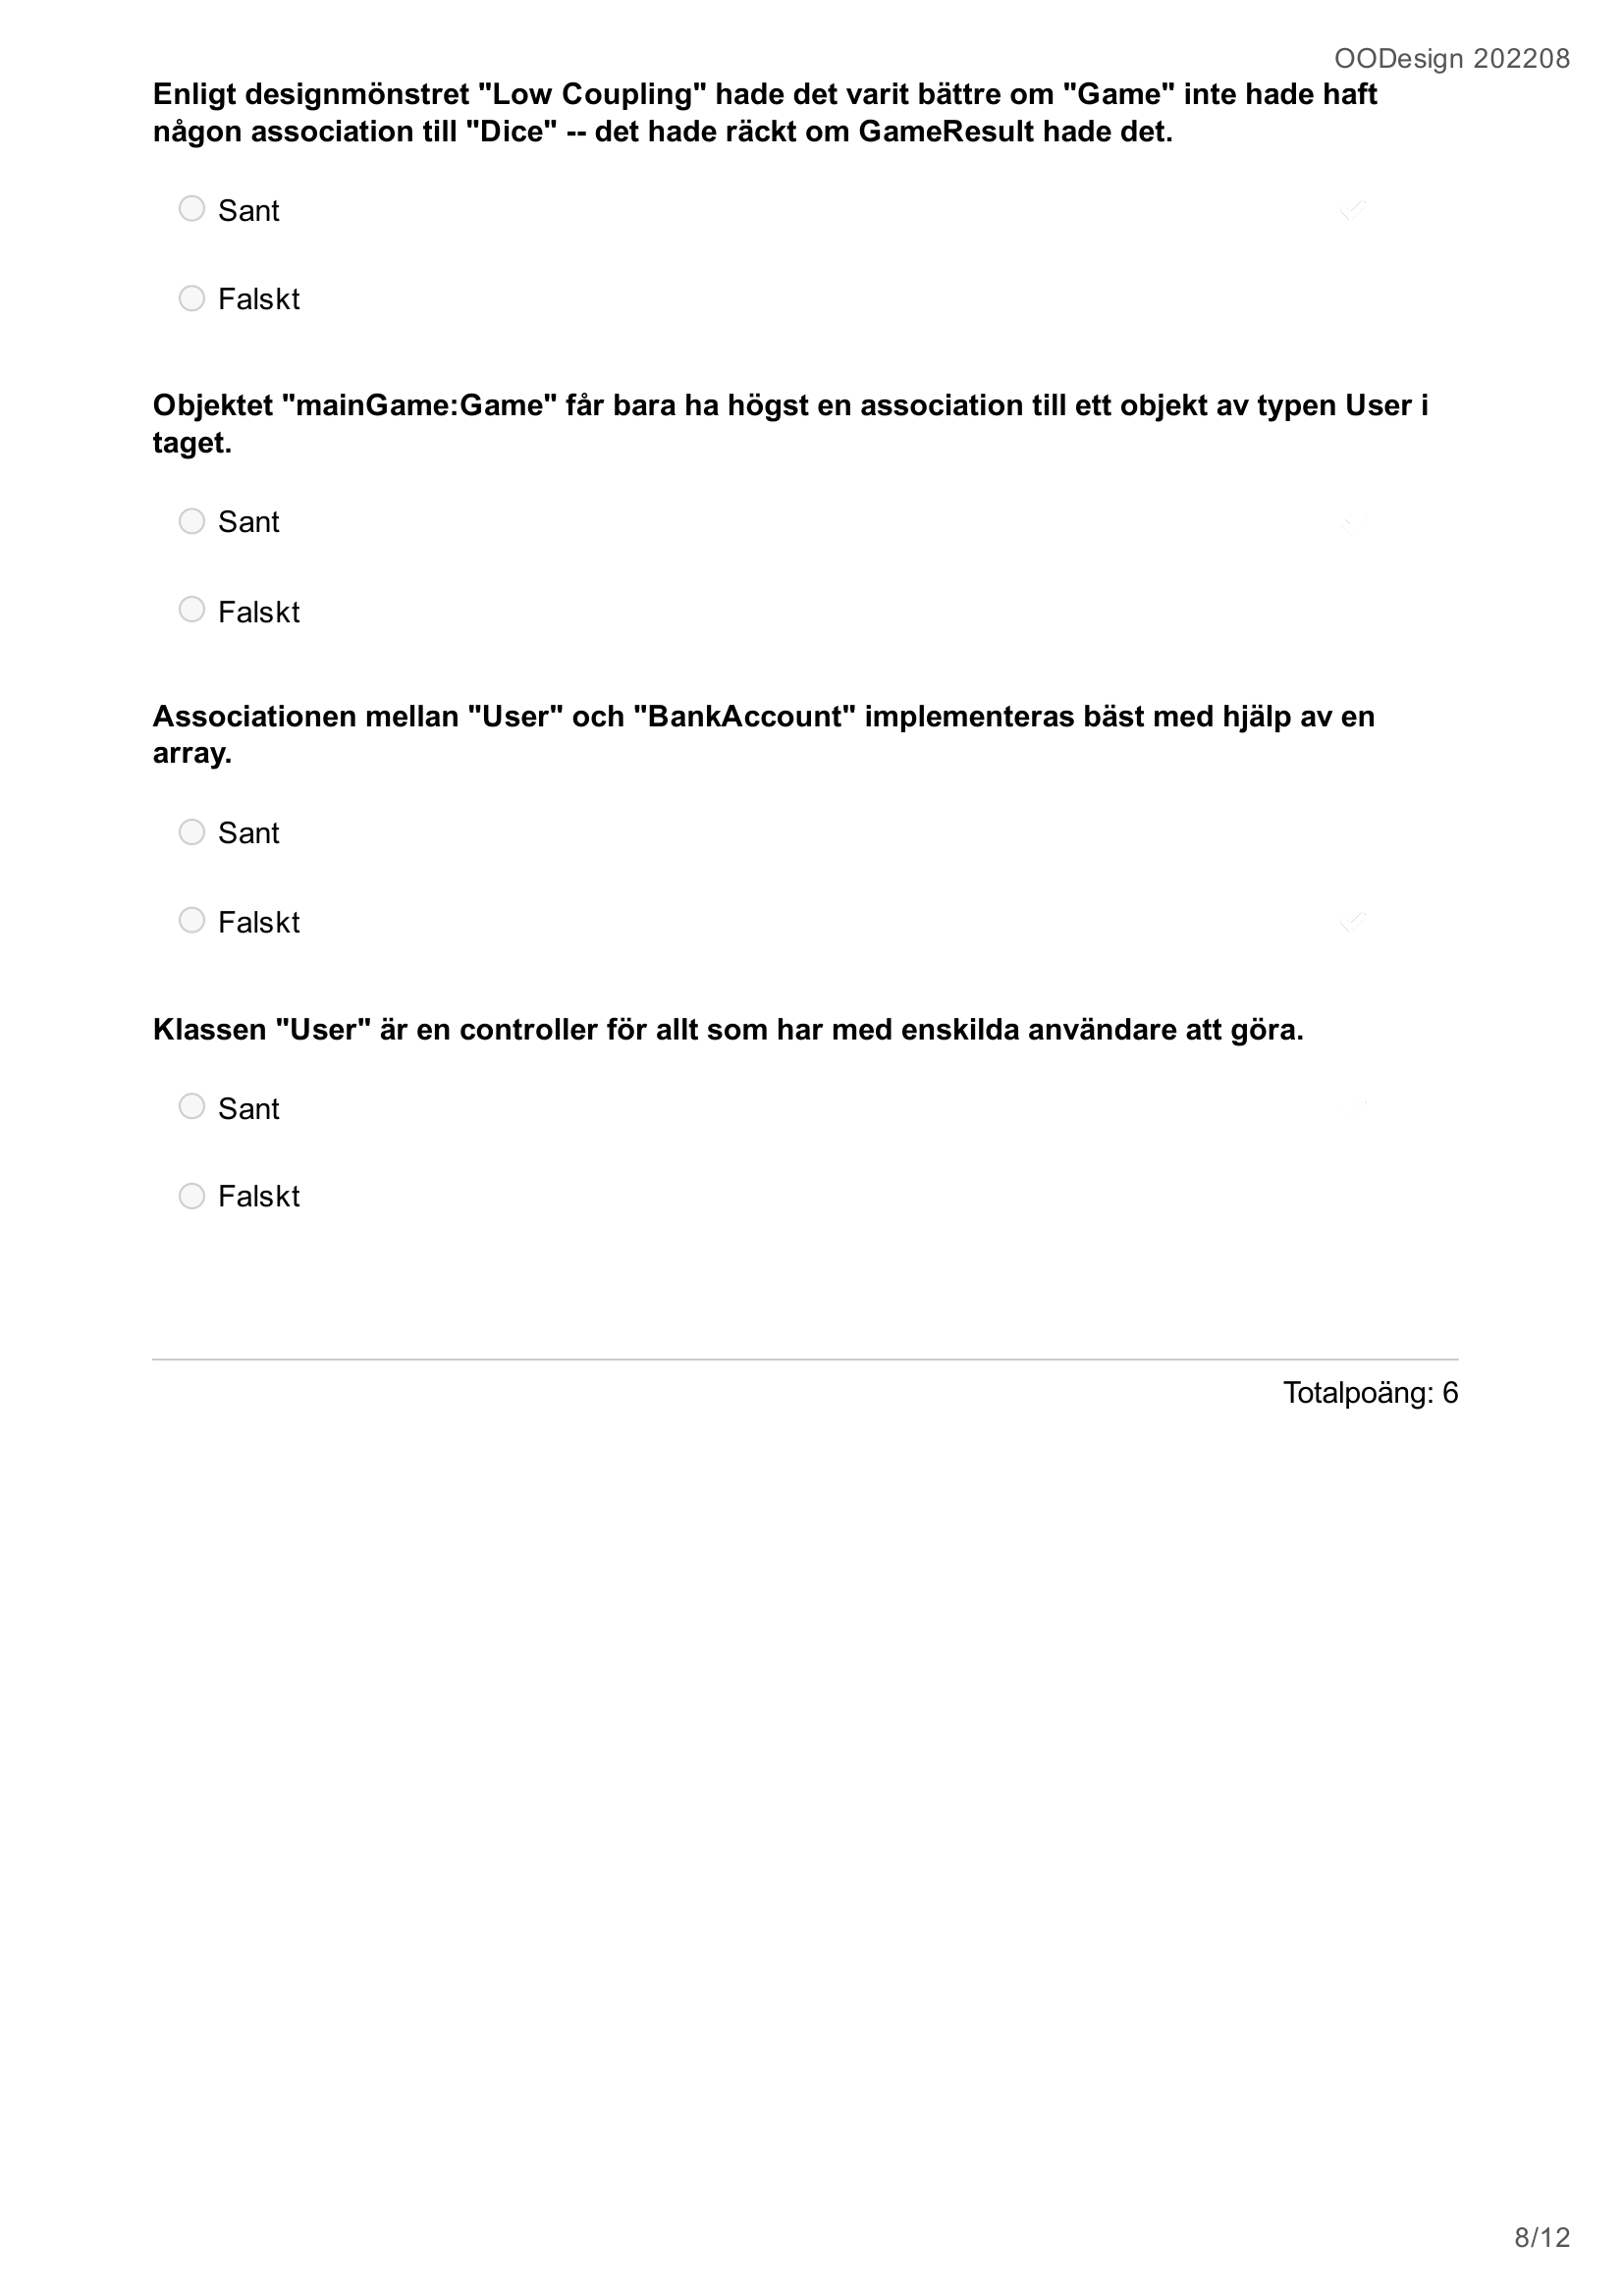 OODesign 202208
Enligt designmönstret "Low Coupling" hade det varit bättre om "Game" inte hade haft
någon association till "Dice" -- det hade räckt om GameResult hade det.
Sant
Falskt
Objektet "mainGame:Game" får bara ha högst en association till ett objekt av typen User i
taget.
Sant
Falskt
Associationen mellan "User" och "BankAccount" implementeras bäst med hjälp av en
array.
Sant
Falskt
Klassen "User" är en controller för allt som har med enskilda användare att göra.
Sant
Falskt
Totalpoäng: 6
8/12